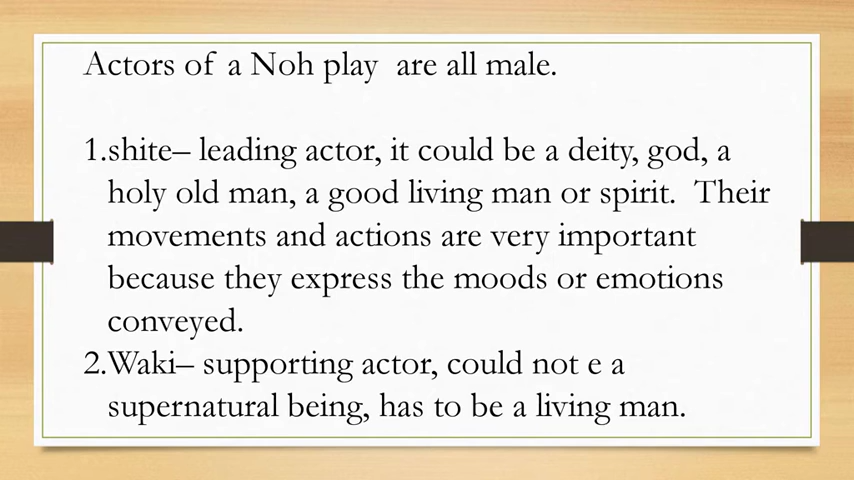 Actors of a Noh play  are all male.
1.shite– leading actor, it could be a deity, god, a
holy old man, a good living man or spirit.  Their
movements and actions are very important
because they express the moods or emotions
conveyed.
2.Waki– supporting actor, could not e a
supernatural being, has to be a living man.